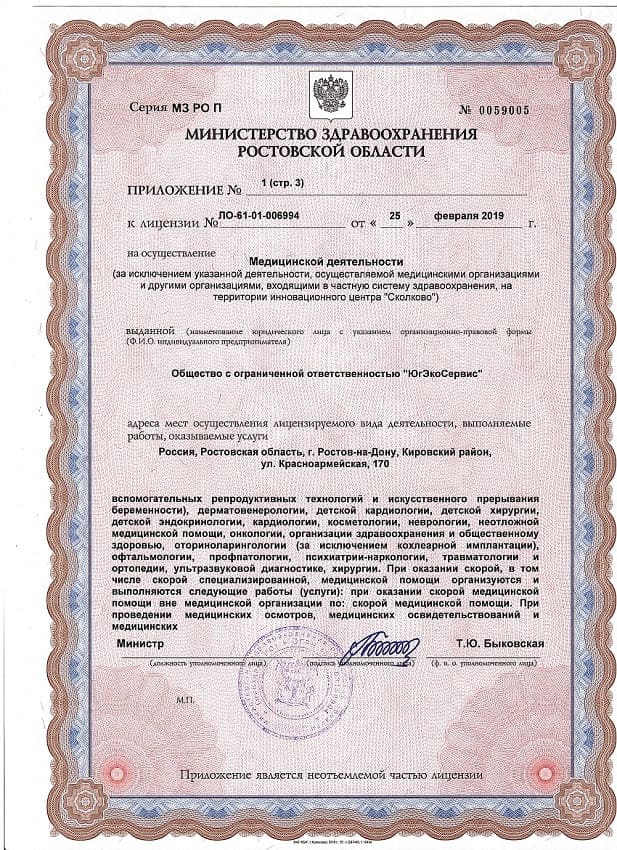 Серия МЗ РО П № 0059005
МИНИСТЕРСТВО ЗДРАВООХРАНЕНИЯ
РОСТОВСКОЙ ОБЛАСТИ
ПРИЛОЖЕНИЕ № 1 (стр. 3)
к лицензии № ЛО-61-01-006994 от « 25 » февраля 2019 г.
на осуществление
Медицинской деятельности
(за исключением указанной деятельности, осуществляемой медицинскими организациями
и другими организациями, входящими в частную систему здравоохранения, на
территории инновационного центра "Сколково")
выданной (наименование юридического лица с указанием организационно-правовой формы
(Ф.И.О. индивидуального предпринимателя)
Общество с ограниченной ответственностью "ЮгЭкоСервис"
адреса мест осуществления лицензируемого вида деятельности, выполняемые
работы, оказываемые услуги
Россия, Ростовская область, г. Ростов-на-Дону, Кировский район,
ул. Красноармейская, 170
вспомогательных репродуктивных технологий и искусственного прерывания
беременности), дерматовенерологии, детской кардиологии, детской хирургии,
детской эндокринологии, кардиологии, косметологии, неврологии, неотложной
медицинской помощи, онкологии, организации здравоохранения и общественному
здоровью, оториноларингологии (за исключением кохлеарной имплантации),
офтальмологии, профпатологии, психиатрии-наркологии, травматологии и
ортопедии, ультразвуковой диагностике, хирургии. При оказании скорой, в том
числе скорой специализированной, медицинской помощи организуются и
выполняются следующие работы (услуги): при оказании скорой медицинской
помощи вне медицинской организации по: скорой медицинской помощи. При
проведении медицинских осмотров, медицинских освидетельствований и
медицинских
Министр Т.Ю. Быковская
(должность уполномоченного лица) (подпись уполномоченного лица) (ф. и. о. уполномоченного лица)
М.П.
Приложение является неотъемлемой частью лицензии